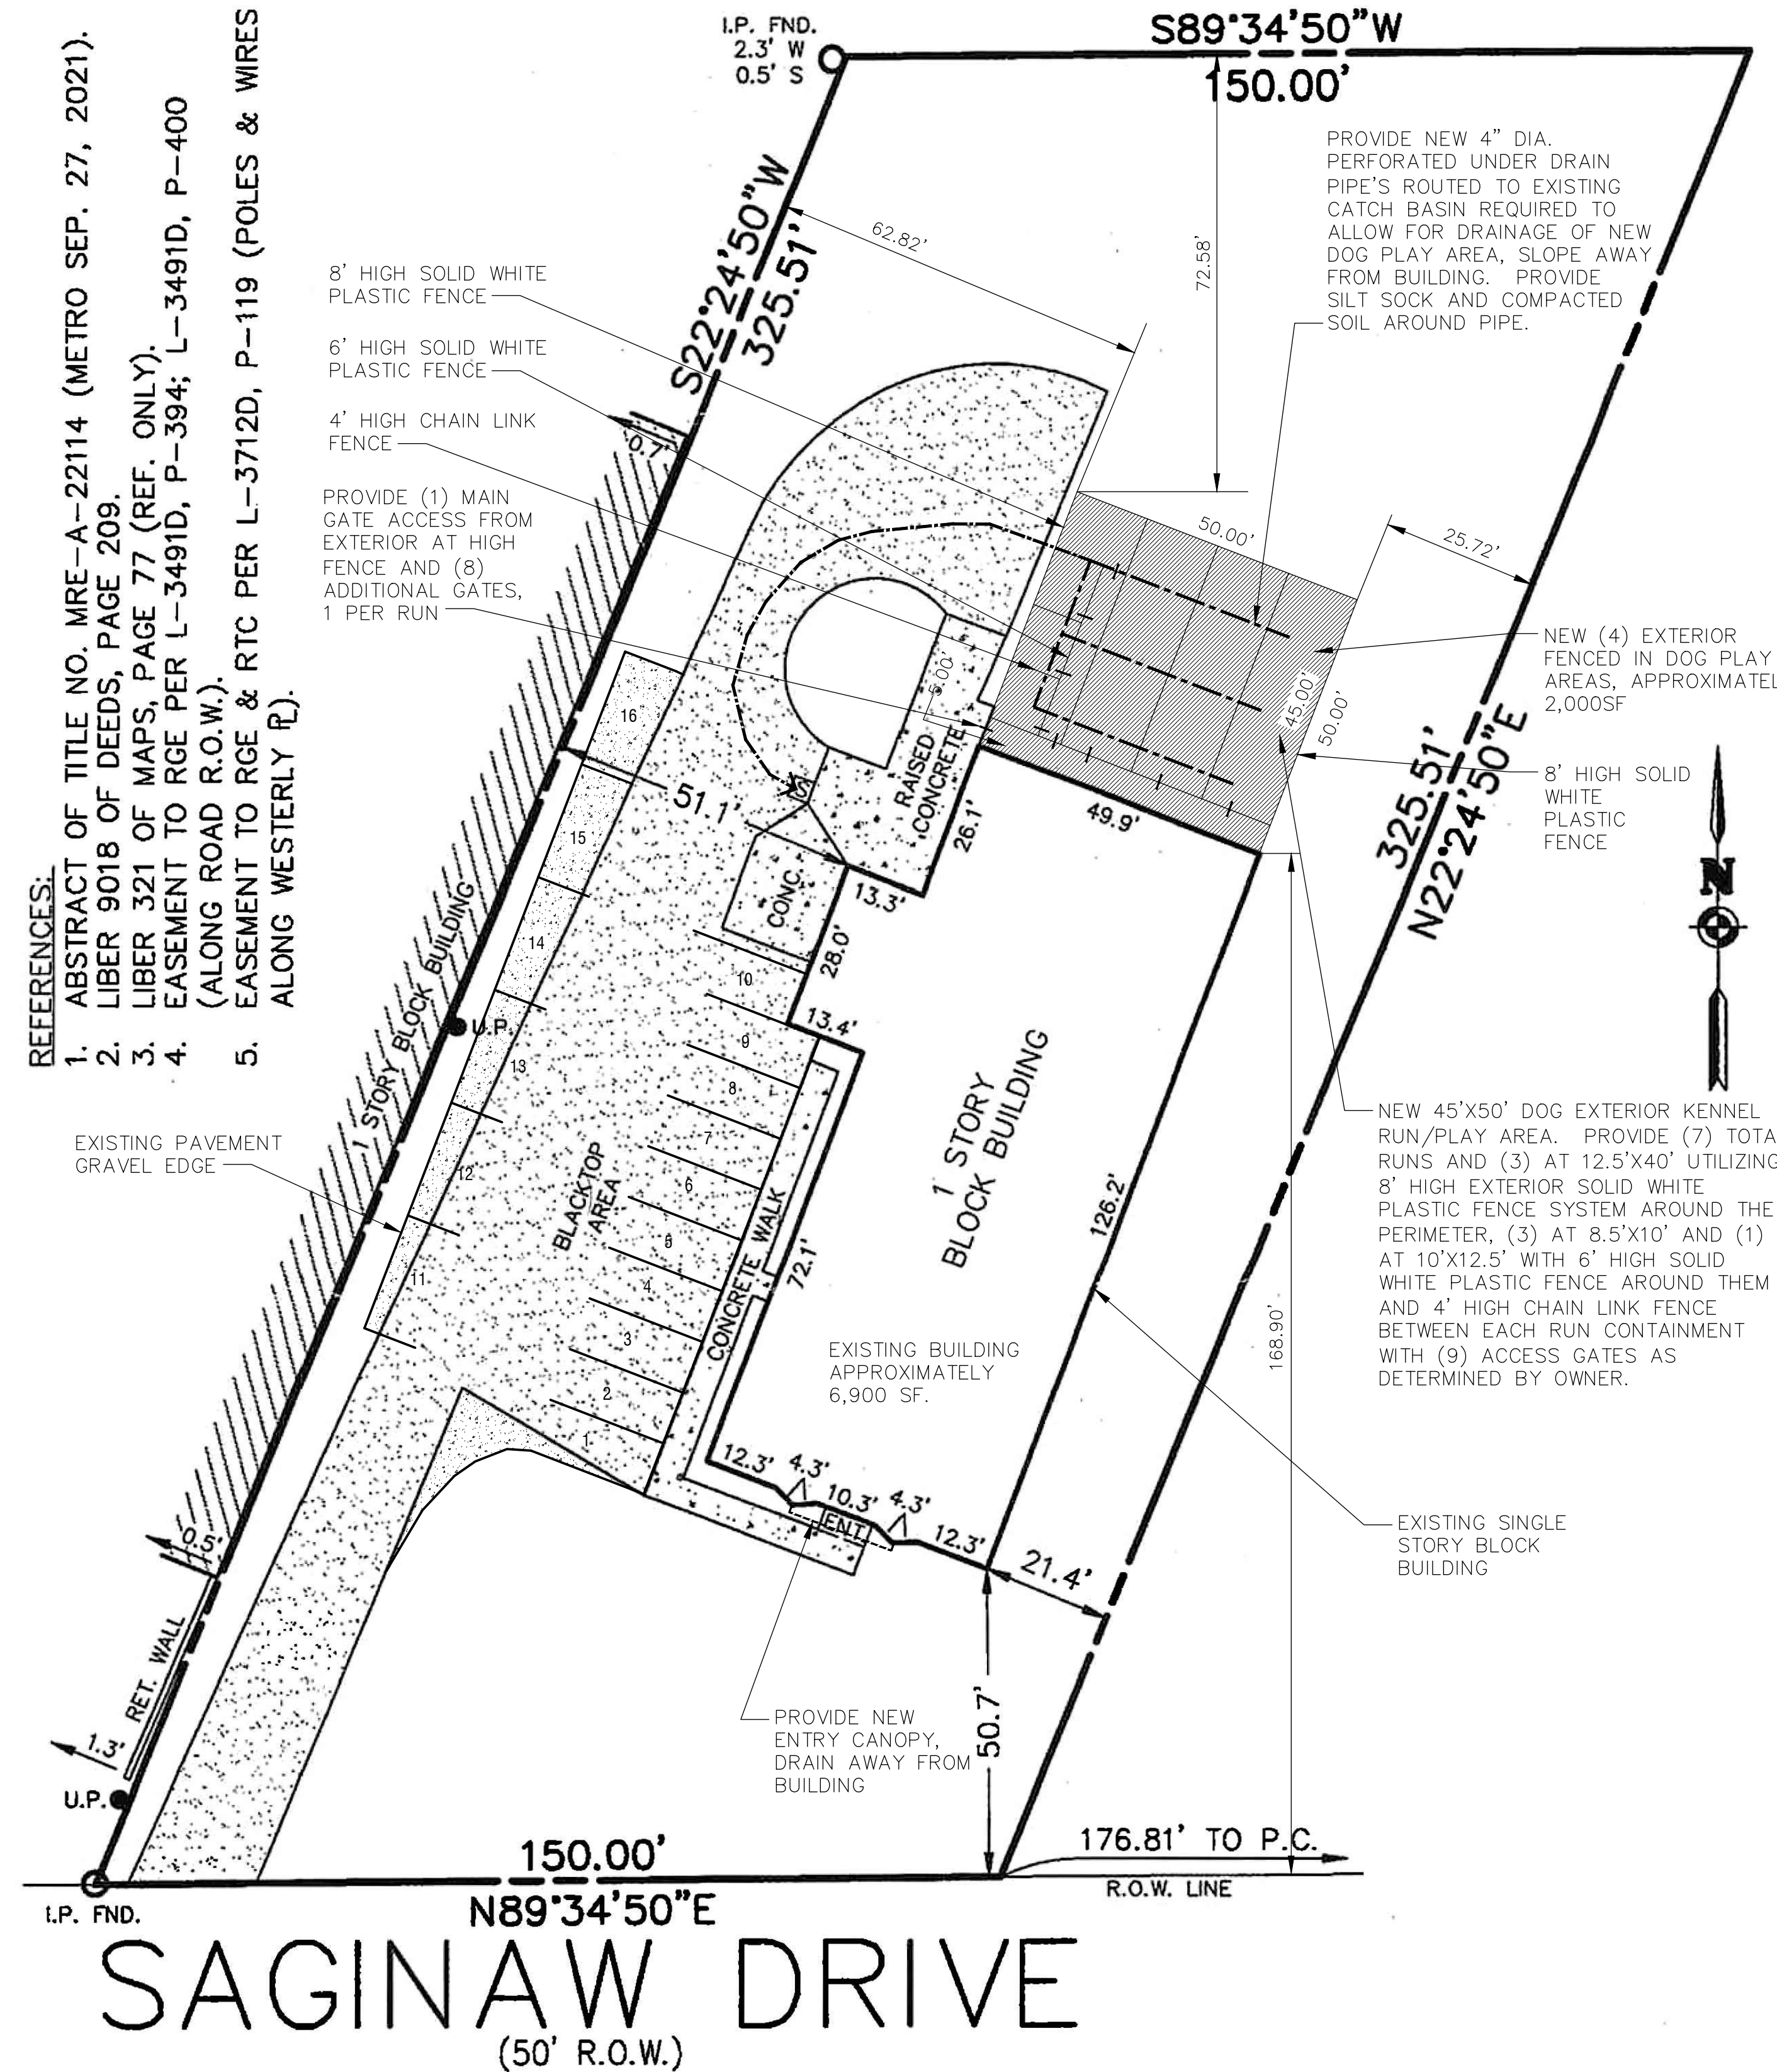 REFERENCES:
1. ABSTRACT OF TITLE NO. MRE-A-22114 (METRO SEP. 27, 2021).
2. LIBER 9018 OF DEEDS, PAGE 209.
3. LIBER 321 OF MAPS, PAGE 77 (REF. ONLY).
4. EASEMENT TO RGE PER L-3491D, P-394; L-3491D, P-400
(ALONG ROAD R.O.W.).
5. EASEMENT TO RGE & RTC PER L-3712D, P-119 (POLES & WIRES
ALONG WESTERLY PL).
I.P. FND.
2.3' W
0.5' S
S89°34'50"W
150.00'
S22°24'50"W
325.51'
62.82'
72.58'
PROVIDE NEW 4" DIA.
PERFORATED UNDER DRAIN
PIPE'S ROUTED TO EXISTING
CATCH BASIN REQUIRED TO
ALLOW FOR DRAINAGE OF NEW
DOG PLAY AREA, SLOPE AWAY
FROM BUILDING. PROVIDE
SILT SOCK AND COMPACTED
SOIL AROUND PIPE.
8' HIGH SOLID WHITE
PLASTIC FENCE
6' HIGH SOLID WHITE
PLASTIC FENCE
4' HIGH CHAIN LINK
FENCE
PROVIDE (1) MAIN
GATE ACCESS FROM
EXTERIOR AT HIGH
FENCE AND (8)
ADDITIONAL GATES,
1 PER RUN
0.7'
50.00'
25.72'
45.00'
50.00'
5.00'
NEW (4) EXTERIOR
FENCED IN DOG PLAY
AREAS, APPROXIMATEL
2,000SF
8' HIGH SOLID
WHITE
PLASTIC
FENCE
325.51'
N22°24'50"E
N
RAISED
CONCRETE
26.1'
49.9'
51.1'
S
CONC.
13.3'
28.0'
13.4'
16
15
14
13
12
11
10
9
8
7
6
5
4
3
2
1
1 STORY BLOCK BUILDING
U.P.
EXISTING PAVEMENT
GRAVEL EDGE
BLACKTOP
AREA
CONCRETE WALK
72.1'
1 STORY
BLOCK BUILDING
126.2'
168.90'
EXISTING BUILDING
APPROXIMATELY
6,900 SF.
NEW 45'X50' DOG EXTERIOR KENNEL
RUN/PLAY AREA. PROVIDE (7) TOTA
RUNS AND (3) AT 12.5'X40' UTILIZING
8' HIGH EXTERIOR SOLID WHITE
PLASTIC FENCE SYSTEM AROUND THE
PERIMETER, (3) AT 8.5'X10' AND (1)
AT 10'X12.5' WITH 6' HIGH SOLID
WHITE PLASTIC FENCE AROUND THEM
AND 4' HIGH CHAIN LINK FENCE
BETWEEN EACH RUN CONTAINMENT
WITH (9) ACCESS GATES AS
DETERMINED BY OWNER.
12.3'
4.3'
10.3'
4.3'
12.3'
ENT.
21.4'
EXISTING SINGLE
STORY BLOCK
BUILDING
0.5'
RET. WALL
1.3'
U.P.
PROVIDE NEW
ENTRY CANOPY,
DRAIN AWAY FROM
BUILDING
50.7'
150.00'
N89°34'50"E
176.81' TO P.C.
R.O.W. LINE
I.P. FND.
SAGINAW DRIVE
(50' R.O.W.)